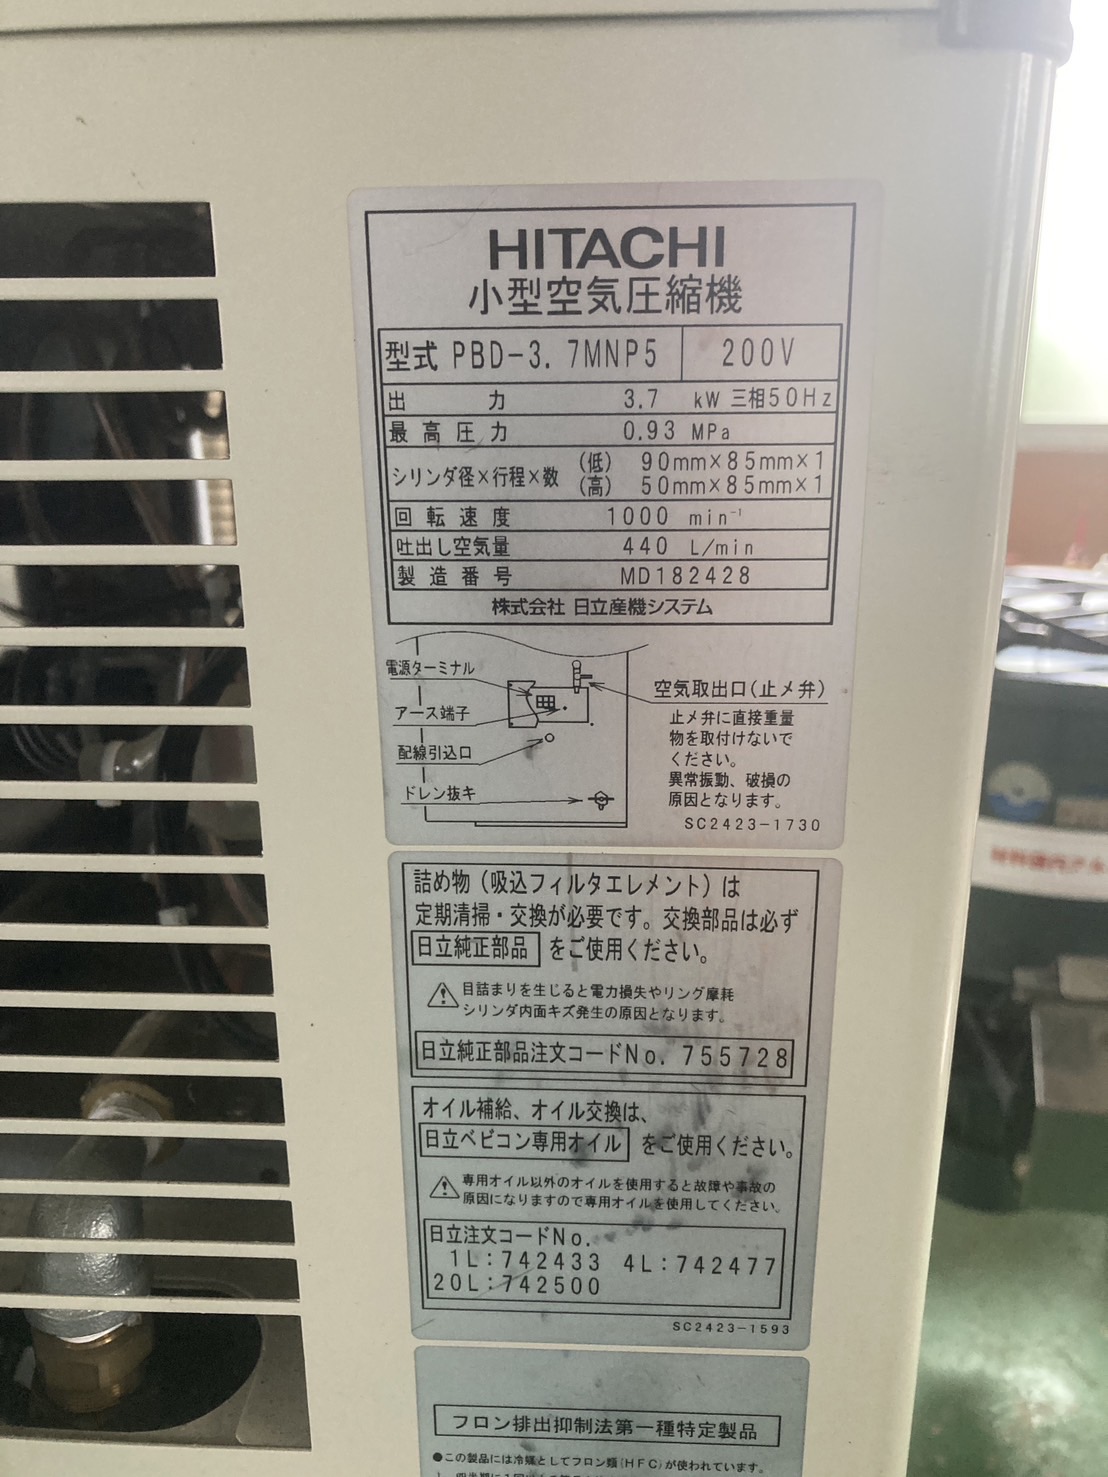 HITACHI
小型空気圧縮機
型式 PBD-3.7MNP5 200V
出力 3.7 kW 三相50Hz
最高圧力 0.93 MPa
シリンダ径×行程×数 (低) 90mm×85mm×1
(高) 50mm×85mm×1
回転速度 1000 min⁻¹
吐出し空気量 440 L/min
製造番号 MD182428
株式会社 日立産機システム
電源ターミナル
アース端子
配線引込口
ドレン抜キ
空気取出口(止メ弁)
止メ弁に直接重量
物を取付けないで
ください。
異常振動、破損の
原因となります。
SC2423-1730
詰め物(吸込フィルタエレメント)は
定期清掃・交換が必要です。交換部品は必ず
日立純正部品 をご使用ください。
目詰まりを生じると電力損失やリング摩耗
シリンダ内面キズ発生の原因となります。
日立純正部品注文コードNo. 755728
オイル補給、オイル交換は、
日立ベビコン専用オイル をご使用ください。
専用オイル以外のオイルを使用すると故障や事故の
原因になりますので専用オイルを使用してください。
日立注文コードNo.
1L:742433 4L:742477
20L:742500
SC2423-1593
フロン排出抑制法第一種特定製品
●この製品には冷媒としてフロン類(HFC)が使われています。